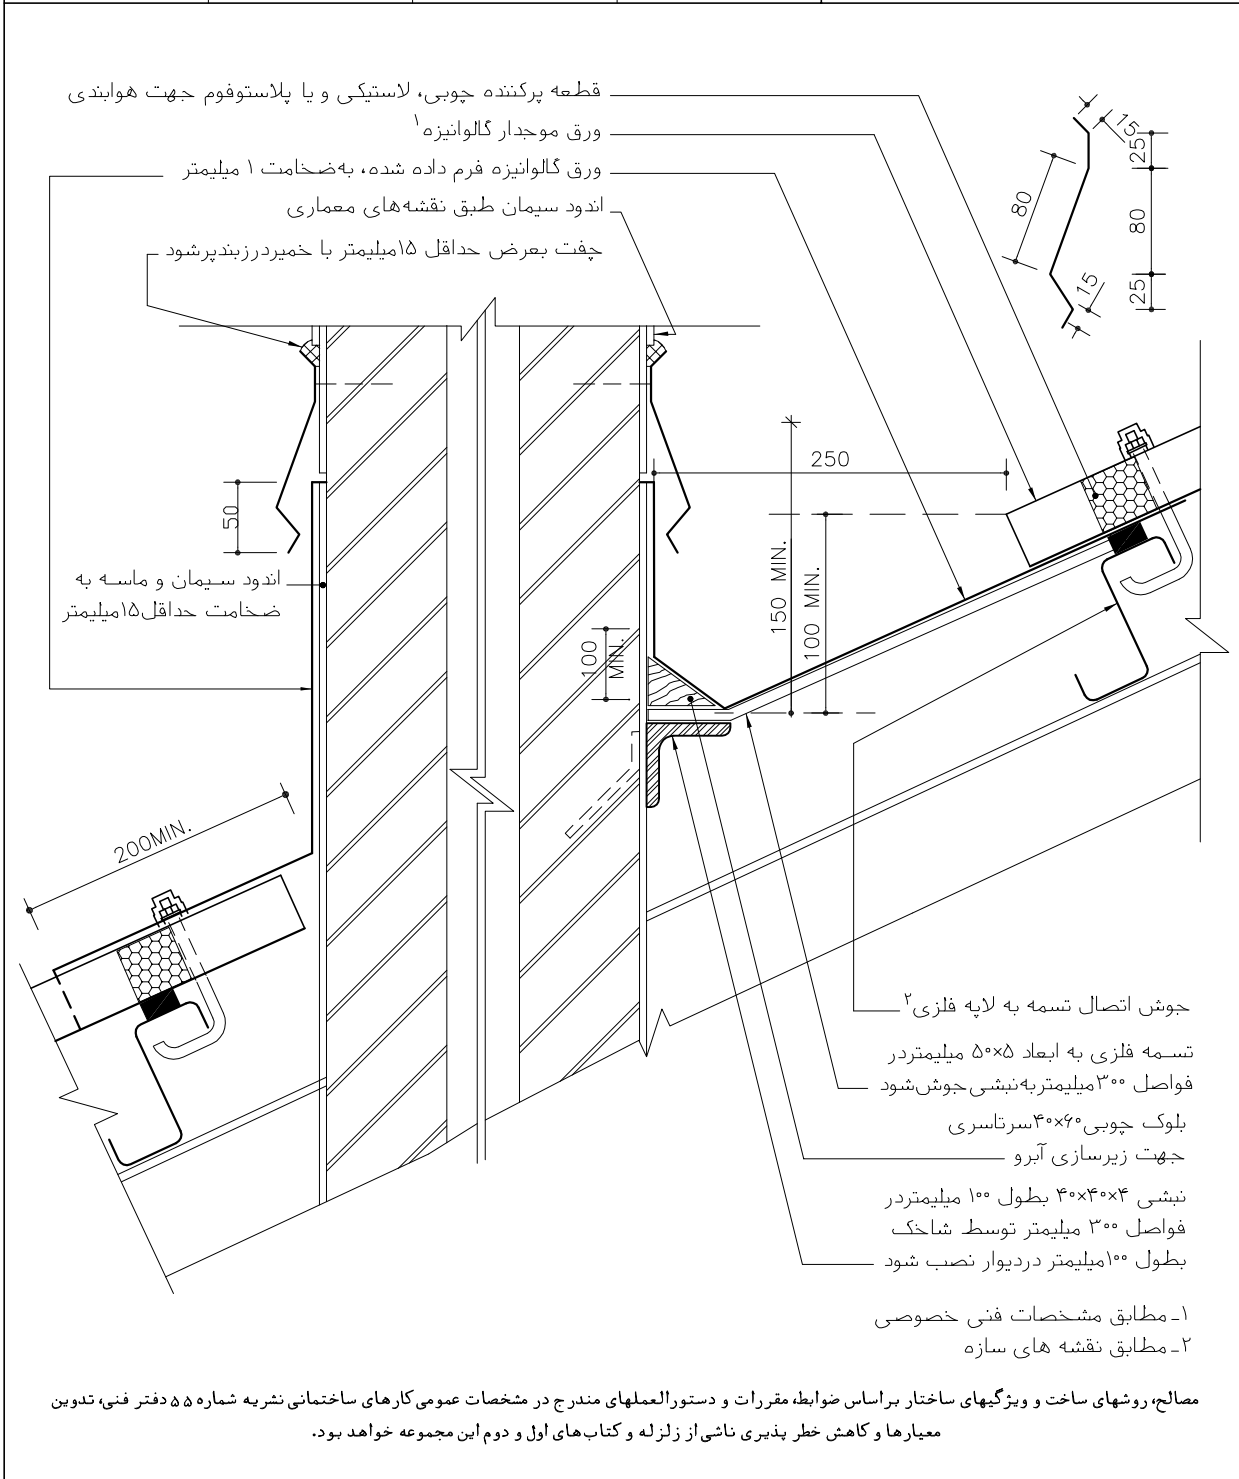 قطعه پرکننده چوبی، لاستیکی و یا پلاستوفوم جهت هوابندی
ورق موجدار گالوانیزه۱
ورق گالوانیزه فرم داده شده، به‌ضخامت ۱ میلیمتر
اندود سیمان طبق نقشه‌های معماری
چفت بعرض حداقل ۱۵میلیمتر با خمیردرزبندپرشود
15
25
80
80
25
15
250
50
150 MIN.
100 MIN.
100
MIN.
اندود سیمان و ماسه به
ضخامت حداقل۱۵میلیمتر
200MIN.
جوش اتصال تسمه به لاپه فلزی۲
تسمه فلزی به ابعاد ۵×۵۰ میلیمتردر
فواصل ۳۰۰میلیمتربه‌نبشی‌جوش‌شود
بلوک چوبی۶۰×۴۰سرتاسری
جهت زیرسازی آبرو
نبشی ۴×۴۰×۴۰ بطول ۱۰۰ میلیمتردر
فواصل ۳۰۰ میلیمتر توسط شاخک
بطول ۱۰۰میلیمتر دردیوار نصب شود
۱ـ مطابق مشخصات فنی خصوصی
۲ـ مطابق نقشه های سازه
مصالح، روشهای ساخت و ویژگیهای ساختار براساس ضوابط، مقررات و دستورالعملهای مندرج در مشخصات عمومی کارهای ساختمانی نشریه شماره ۵۵ دفتر فنی، تدوین
معیارها و کاهش خطر پذیری ناشی از زلزله و کتاب‌های اول و دوم این مجموعه خواهد بود.